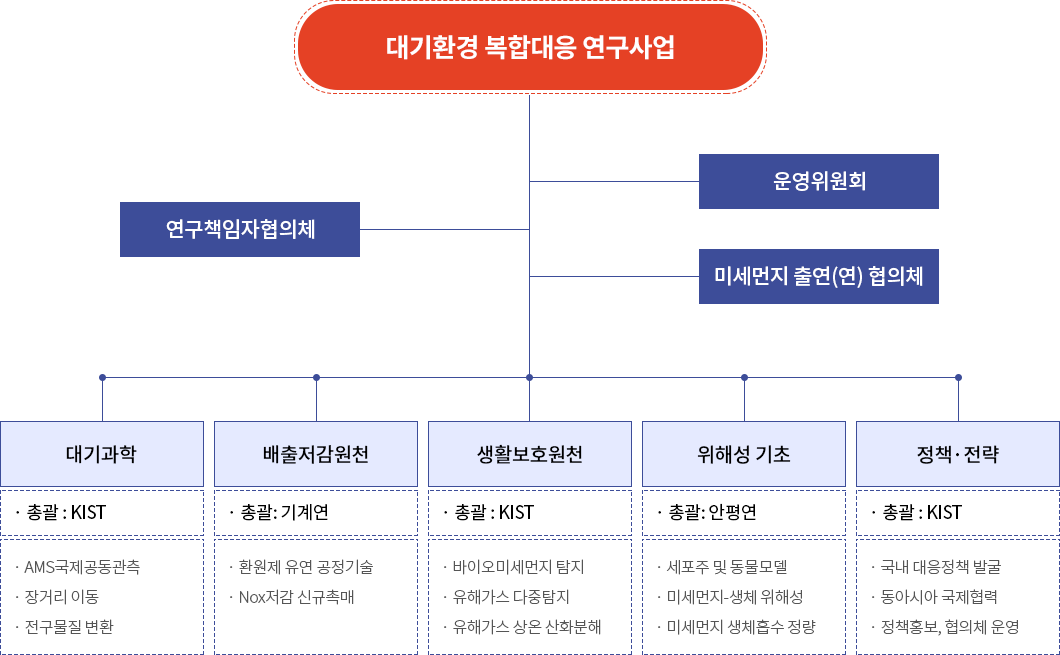 대기환경 복합대응 연구사업
운영위원회
연구책임자협의체
미세먼지 출연(연) 협의체
대기과학
· 총괄 : KIST
· AMS국제공동관측
· 장거리 이동
· 전구물질 변환
배출저감원천
· 총괄: 기계연
· 환원제 유연 공정기술
· Nox저감 신규촉매
생활보호원천
· 총괄 : KIST
· 바이오미세먼지 탐지
· 유해가스 다중탐지
· 유해가스 상온 산화분해
위해성 기초
· 총괄: 안평연
· 세포주 및 동물모델
· 미세먼지-생체 위해성
· 미세먼지 생체흡수 정량
정책·전략
· 총괄 : KIST
· 국내 대응정책 발굴
· 동아시아 국제협력
· 정책홍보, 협의체 운영